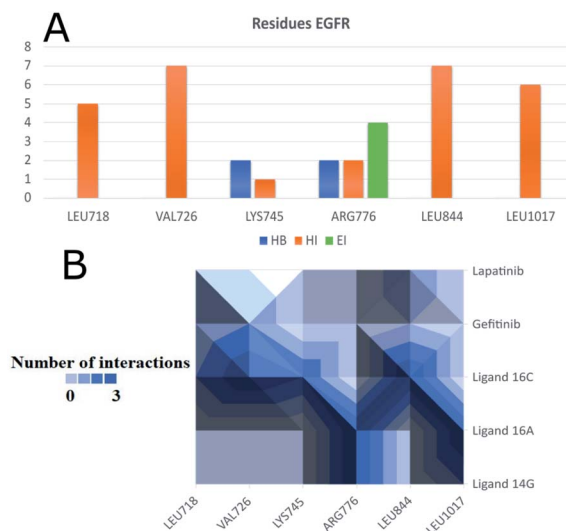 A
Residues EGFR
8
7
6
5
4
3
2
1
0
LEU718 VAL726 LYS745 ARG776 LEU844 LEU1017
HB HI EI
B
Number of interactions
0 3
Lapatinib
Gefitinib
Ligand 16C
Ligand 16A
Ligand 14G
LEU718 VAL726 LYS745 ARG776 LEU844 LEU1017